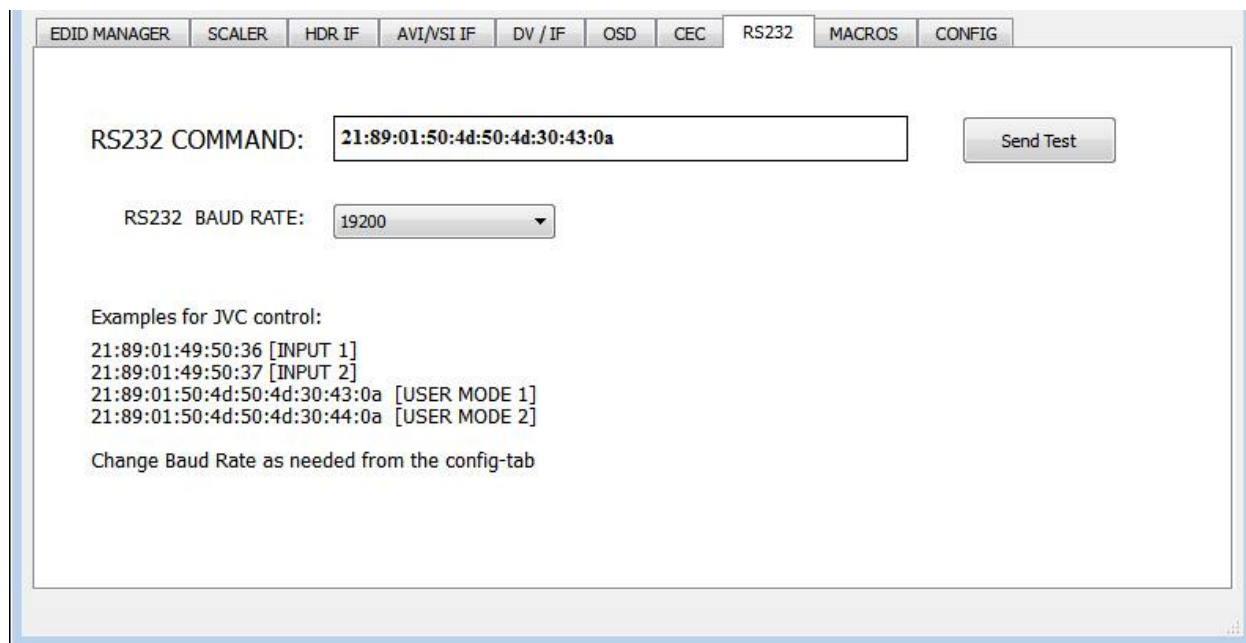 EDID MANAGER SCALER HDR IF AVI/VSI IF DV / IF OSD CEC RS232 MACROS CONFIG
RS232 COMMAND: 21:89:01:50:4d:50:4d:30:43:0a Send Test
RS232 BAUD RATE: 19200
Examples for JVC control:
21:89:01:49:50:36 [INPUT 1]
21:89:01:49:50:37 [INPUT 2]
21:89:01:50:4d:50:4d:30:43:0a [USER MODE 1]
21:89:01:50:4d:50:4d:30:44:0a [USER MODE 2]
Change Baud Rate as needed from the config-tab